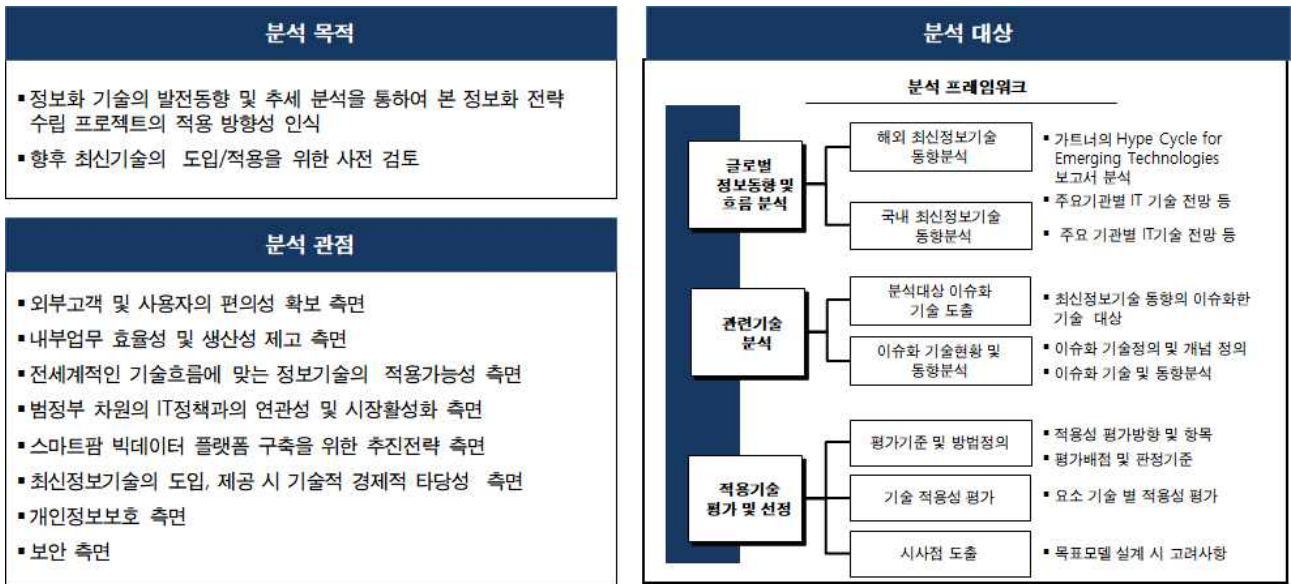 분석 목적
▪ 정보화 기술의 발전동향 및 추세 분석을 통하여 본 정보화 전략
수립 프로젝트의 적용 방향성 인식
▪ 향후 최신기술의 도입/적용을 위한 사전 검토
분석 관점
▪ 외부고객 및 사용자의 편의성 확보 측면
▪ 내부업무 효율성 및 생산성 제고 측면
▪ 전세계적인 기술흐름에 맞는 정보기술의 적용가능성 측면
▪ 범정부 차원의 IT정책과의 연관성 및 시장활성화 측면
▪ 스마트팜 빅데이터 플랫폼 구축을 위한 추진전략 측면
▪ 최신정보기술의 도입, 제공 시 기술적 경제적 타당성 측면
▪ 개인정보보호 측면
▪ 보안 측면
분석 대상
분석 프레임워크
글로벌
정보동향 및
흐름 분석
해외 최신정보기술
동향분석
▪ 가트너의 Hype Cycle for
Emerging Technologies
보고서 분석
▪ 주요기관별 IT 기술 전망 등
국내 최신정보기술
동향분석
▪ 주요 기관별 IT기술 전망 등
관련기술
분석
분석대상 이슈화
기술 도출
▪ 최신정보기술 동향의 이슈화한
기술 대상
이슈화 기술현황 및
동향분석
▪ 이슈화 기술정의 및 개념 정의
▪ 이슈화 기술 및 동향분석
적용기술
평가 및 선정
평가기준 및 방법정의
▪ 적용성 평가방향 및 항목
▪ 평가배점 및 판정기준
기술 적용성 평가
▪ 요소 기술 별 적용성 평가
시사점 도출
▪ 목표모델 설계 시 고려사항